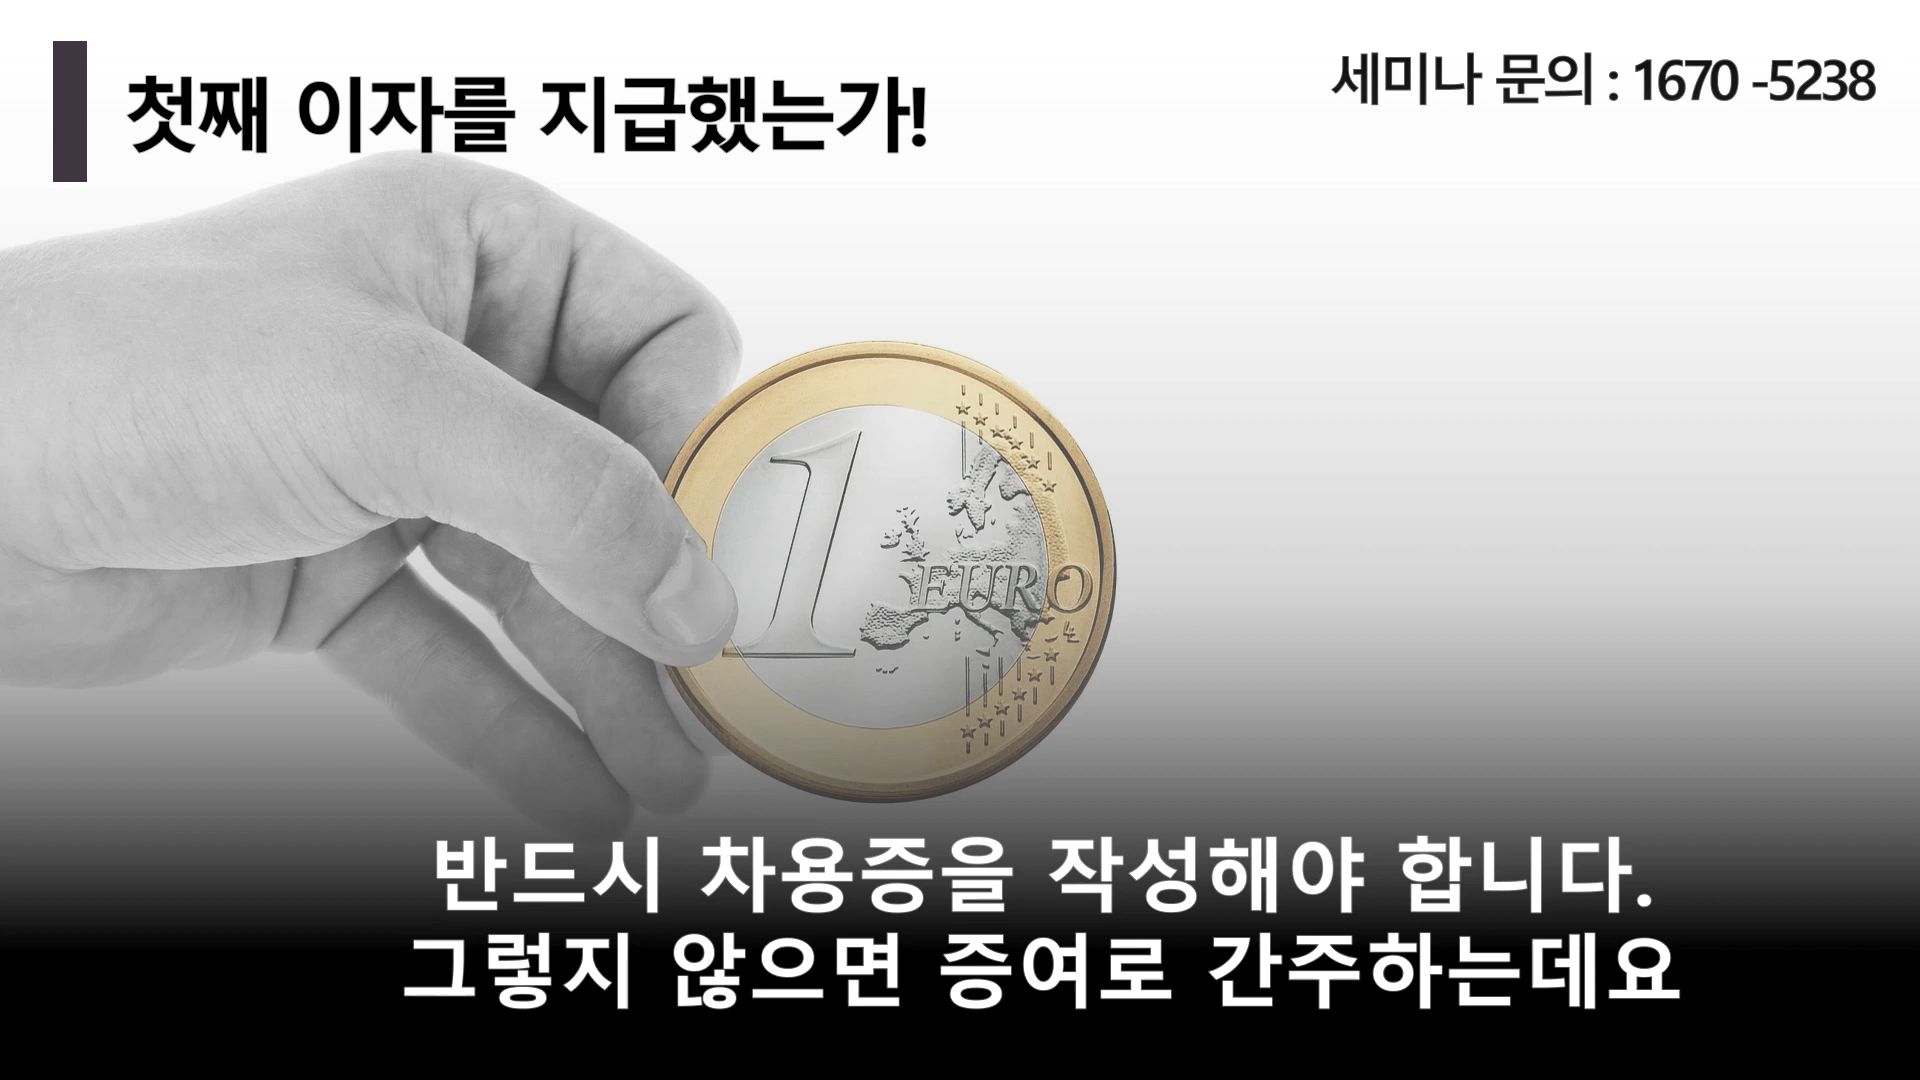 첫째 이자를 지급했는가!
세미나 문의 : 1670 -5238
1
EURO
반드시 차용증을 작성해야 합니다.
그렇지 않으면 증여로 간주하는데요